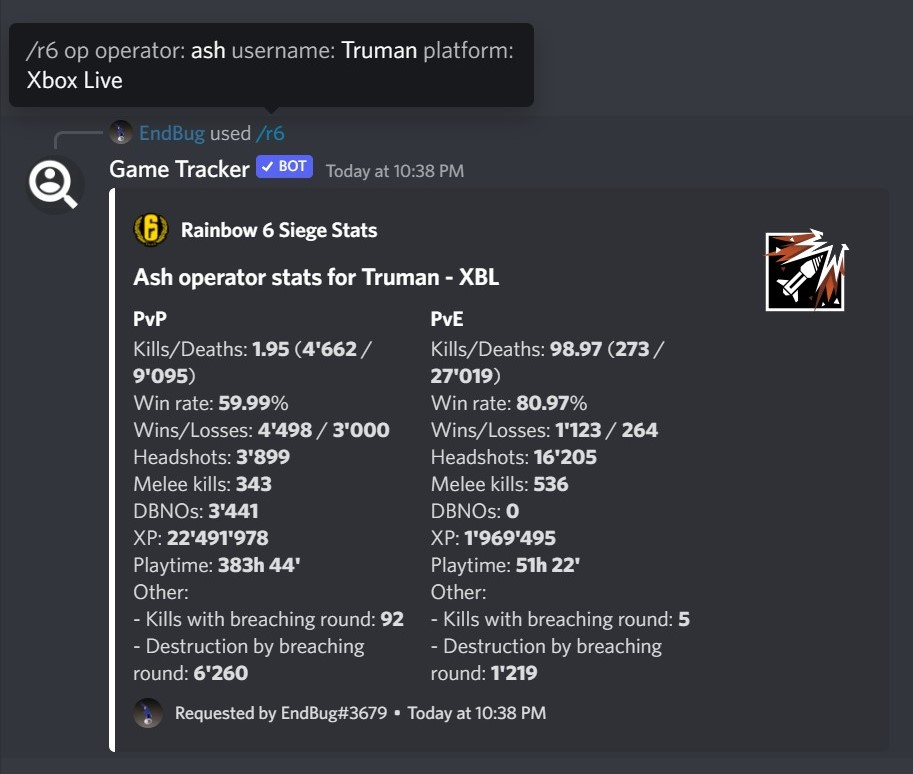 /r6 op operator: ash username: Truman platform:
Xbox Live
EndBug used /r6
Game Tracker ✓ BOT Today at 10:38 PM
6 Rainbow 6 Siege Stats
Ash operator stats for Truman - XBL
PvP
Kills/Deaths: 1.95 (4'662 /
9'095)
Win rate: 59.99%
Wins/Losses: 4'498 / 3'000
Headshots: 3'899
Melee kills: 343
DBNOs: 3'441
XP: 22'491'978
Playtime: 383h 44'
Other:
- Kills with breaching round: 92
- Destruction by breaching
round: 6'260
PvE
Kills/Deaths: 98.97 (273 /
27'019)
Win rate: 80.97%
Wins/Losses: 1'123 / 264
Headshots: 16'205
Melee kills: 536
DBNOs: 0
XP: 1'969'495
Playtime: 51h 22'
Other:
- Kills with breaching round: 5
- Destruction by breaching
round: 1'219
Requested by EndBug#3679 • Today at 10:38 PM